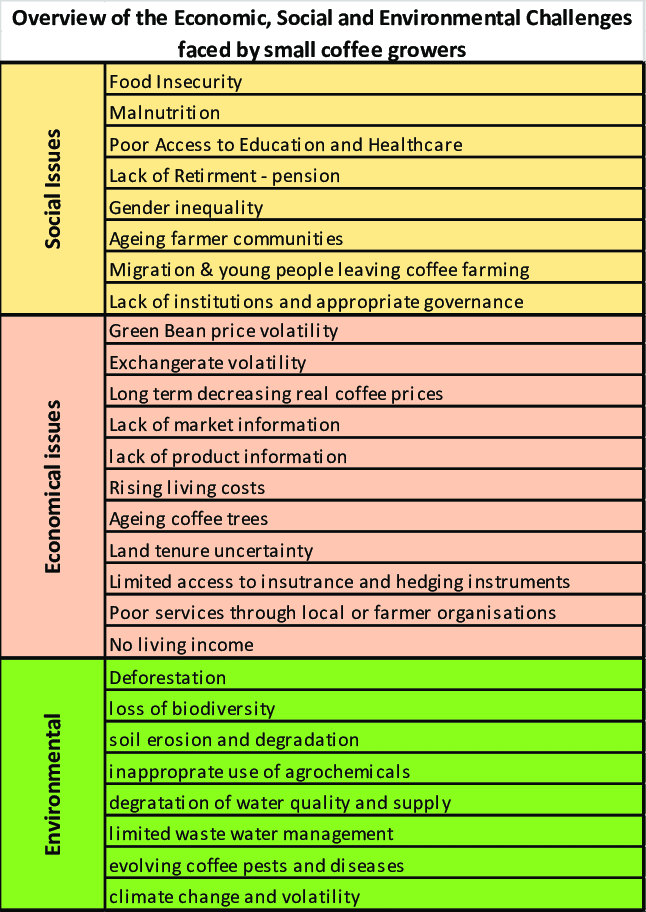 Overview of the Economic, Social and Environmental Challenges
faced by small coffee growers
Social Issues
Food Insecurity
Malnutrition
Poor Access to Education and Healthcare
Lack of Retirment - pension
Gender inequality
Ageing farmer communities
Migration & young people leaving coffee farming
Lack of institutions and appropriate governance
Economical issues
Green Bean price volatility
Exchangerate volatility
Long term decreasing real coffee prices
Lack of market information
lack of product information
Rising living costs
Ageing coffee trees
Land tenure uncertainty
Limited access to insutrance and hedging instruments
Poor services through local or farmer organisations
No living income
Environmental
Deforestation
loss of biodiversity
soil erosion and degradation
inapproprate use of agrochemicals
degratation of water quality and supply
limited waste water management
evolving coffee pests and diseases
climate change and volatility